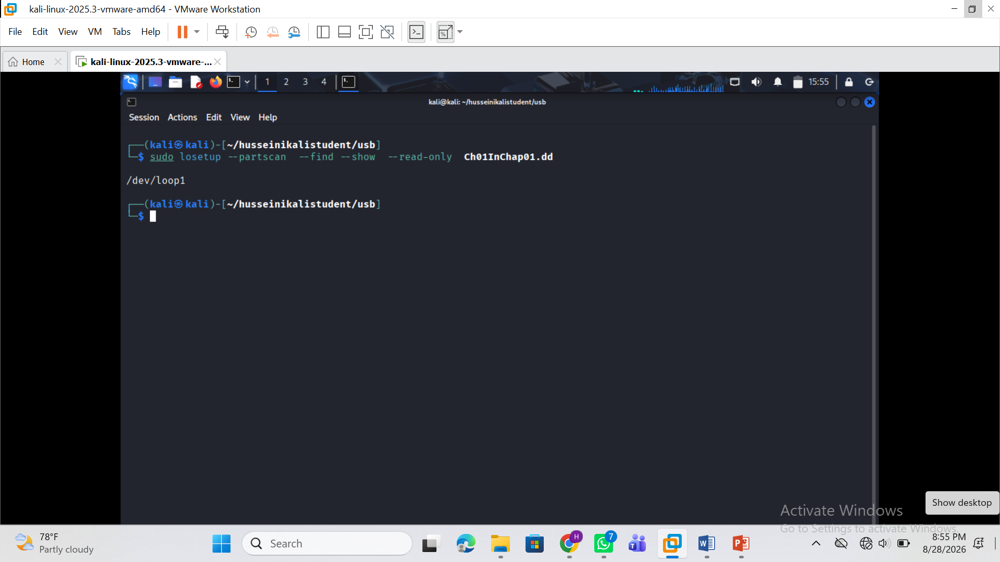 kali-linux-2025.3-vmware-amd64 - VMware Workstation
File Edit View VM Tabs Help
Home kali-linux-2025.3-vmware-...
1 2 3 4 15:55
kali@kali: ~/husseinikalistudent/usb
Session Actions Edit View Help
┌──(kali㉿kali)-[~/husseinikalistudent/usb]
└─$ sudo losetup --partscan  --find --show  --read-only  Ch01InChap01.dd
/dev/loop1
┌──(kali㉿kali)-[~/husseinikalistudent/usb]
└─$
Show desktop
Activate Windows
Go to Settings to activate Windows.
78°F
Partly cloudy
Search
H
7
8:55 PM
8/28/2026